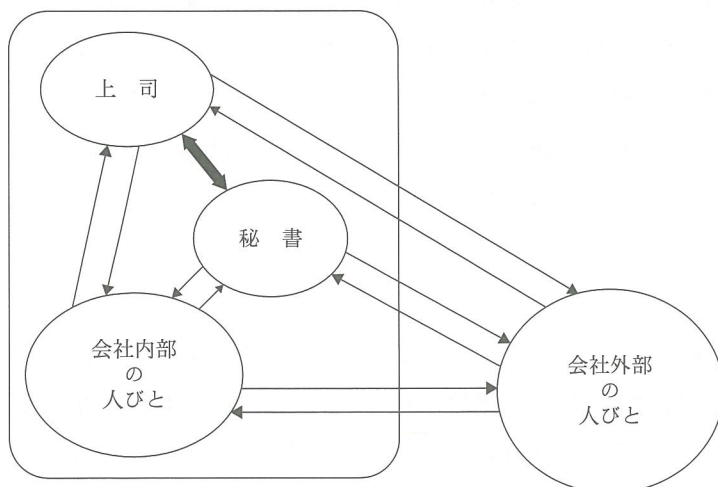 上　司
秘　書
会社内部
の
人びと
会社外部
の
人びと